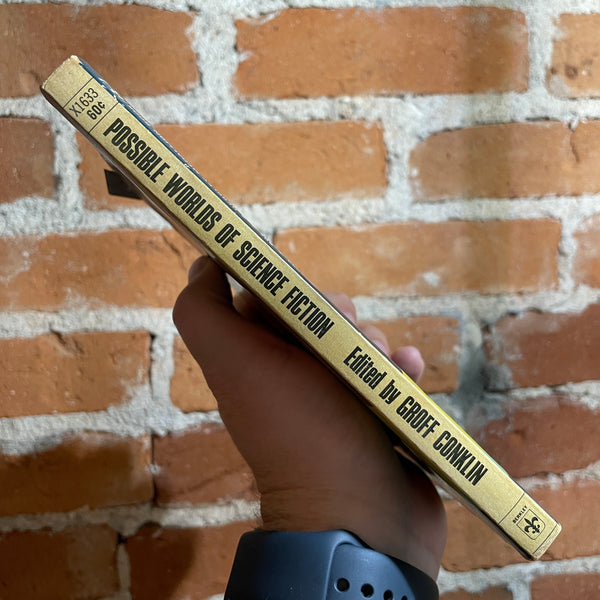 X1633
60¢
POSSIBLE WORLDS OF SCIENCE FICTION Edited by GROFF CONKLIN
BERKLEY